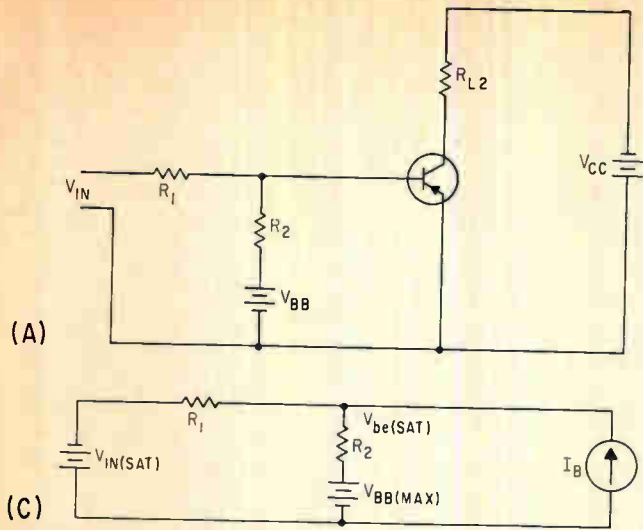 R_L2
V_CC
V_IN
R_1
R_2
V_BB
(A)
R_1
V_be(SAT)
R_2
V_IN(SAT)
V_BB(MAX)
I_B
(C)